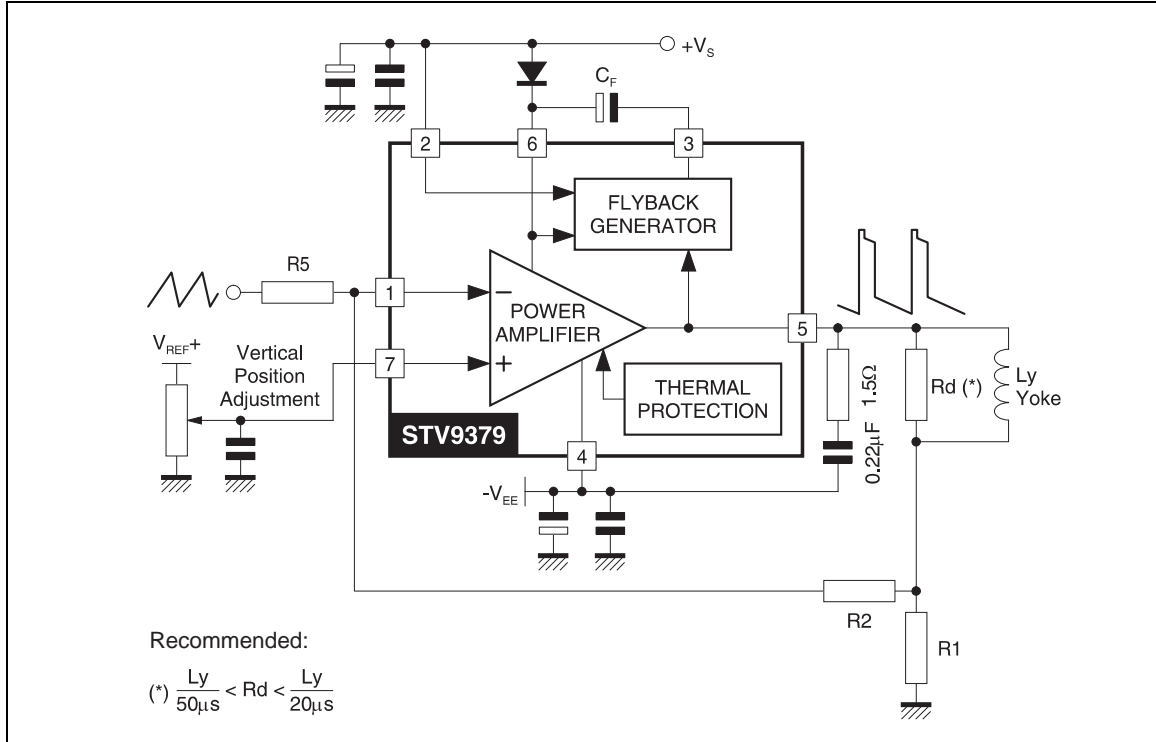 +VS
CF
2
6
3
FLYBACK
GENERATOR
R5
1
−
POWER
AMPLIFIER
5
VREF+
Vertical
Position
Adjustment
7
+
THERMAL
PROTECTION
1.5Ω
0.22µF
Rd (*)
Ly
Yoke
STV9379
4
-VEE
R2
R1
Recommended:
(*) Ly/50µs < Rd < Ly/20µs